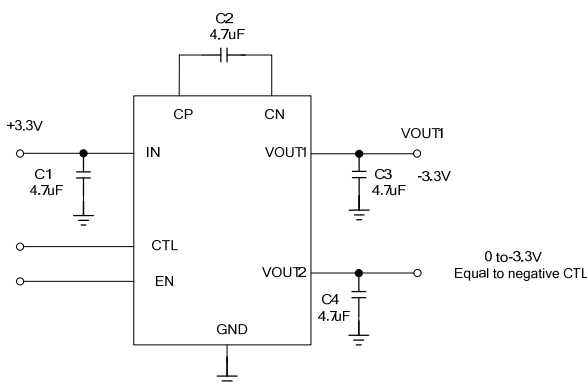 C2
4.7uF
CP
CN
+3.3V
IN
VOUT1
VOUT1
C1
4.7uF
C3
4.7uF
-3.3V
CTL
EN
VOUT2
0 to-3.3V
Equal to negative CTL
C4
4.7uF
GND